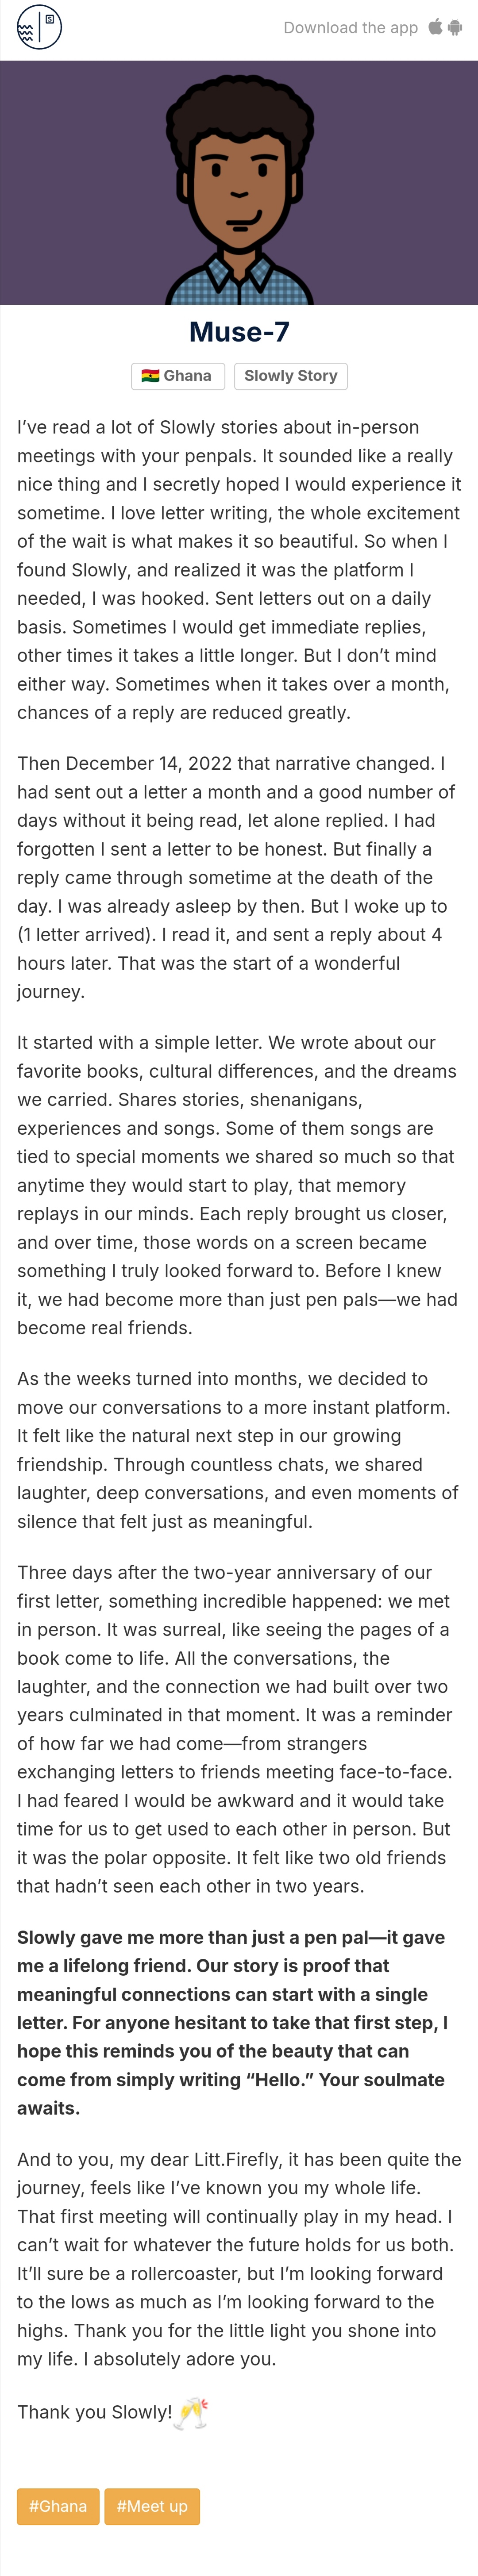 Download the app
Muse-7
🇬🇭 Ghana
Slowly Story
I’ve read a lot of Slowly stories about in-person
meetings with your penpals. It sounded like a really
nice thing and I secretly hoped I would experience it
sometime. I love letter writing, the whole excitement
of the wait is what makes it so beautiful. So when I
found Slowly, and realized it was the platform I
needed, I was hooked. Sent letters out on a daily
basis. Sometimes I would get immediate replies,
other times it takes a little longer. But I don’t mind
either way. Sometimes when it takes over a month,
chances of a reply are reduced greatly.
Then December 14, 2022 that narrative changed. I
had sent out a letter a month and a good number of
days without it being read, let alone replied. I had
forgotten I sent a letter to be honest. But finally a
reply came through sometime at the death of the
day. I was already asleep by then. But I woke up to
(1 letter arrived). I read it, and sent a reply about 4
hours later. That was the start of a wonderful
journey.
It started with a simple letter. We wrote about our
favorite books, cultural differences, and the dreams
we carried. Shares stories, shenanigans,
experiences and songs. Some of them songs are
tied to special moments we shared so much so that
anytime they would start to play, that memory
replays in our minds. Each reply brought us closer,
and over time, those words on a screen became
something I truly looked forward to. Before I knew
it, we had become more than just pen pals—we had
become real friends.
As the weeks turned into months, we decided to
move our conversations to a more instant platform.
It felt like the natural next step in our growing
friendship. Through countless chats, we shared
laughter, deep conversations, and even moments of
silence that felt just as meaningful.
Three days after the two-year anniversary of our
first letter, something incredible happened: we met
in person. It was surreal, like seeing the pages of a
book come to life. All the conversations, the
laughter, and the connection we had built over two
years culminated in that moment. It was a reminder
of how far we had come—from strangers
exchanging letters to friends meeting face-to-face.
I had feared I would be awkward and it would take
time for us to get used to each other in person. But
it was the polar opposite. It felt like two old friends
that hadn’t seen each other in two years.
Slowly gave me more than just a pen pal—it gave
me a lifelong friend. Our story is proof that
meaningful connections can start with a single
letter. For anyone hesitant to take that first step, I
hope this reminds you of the beauty that can
come from simply writing “Hello.” Your soulmate
awaits.
And to you, my dear Litt.Firefly, it has been quite the
journey, feels like I’ve known you my whole life.
That first meeting will continually play in my head. I
can’t wait for whatever the future holds for us both.
It’ll sure be a rollercoaster, but I’m looking forward
to the lows as much as I’m looking forward to the
highs. Thank you for the little light you shone into
my life. I absolutely adore you.
Thank you Slowly!
#Ghana
#Meet up